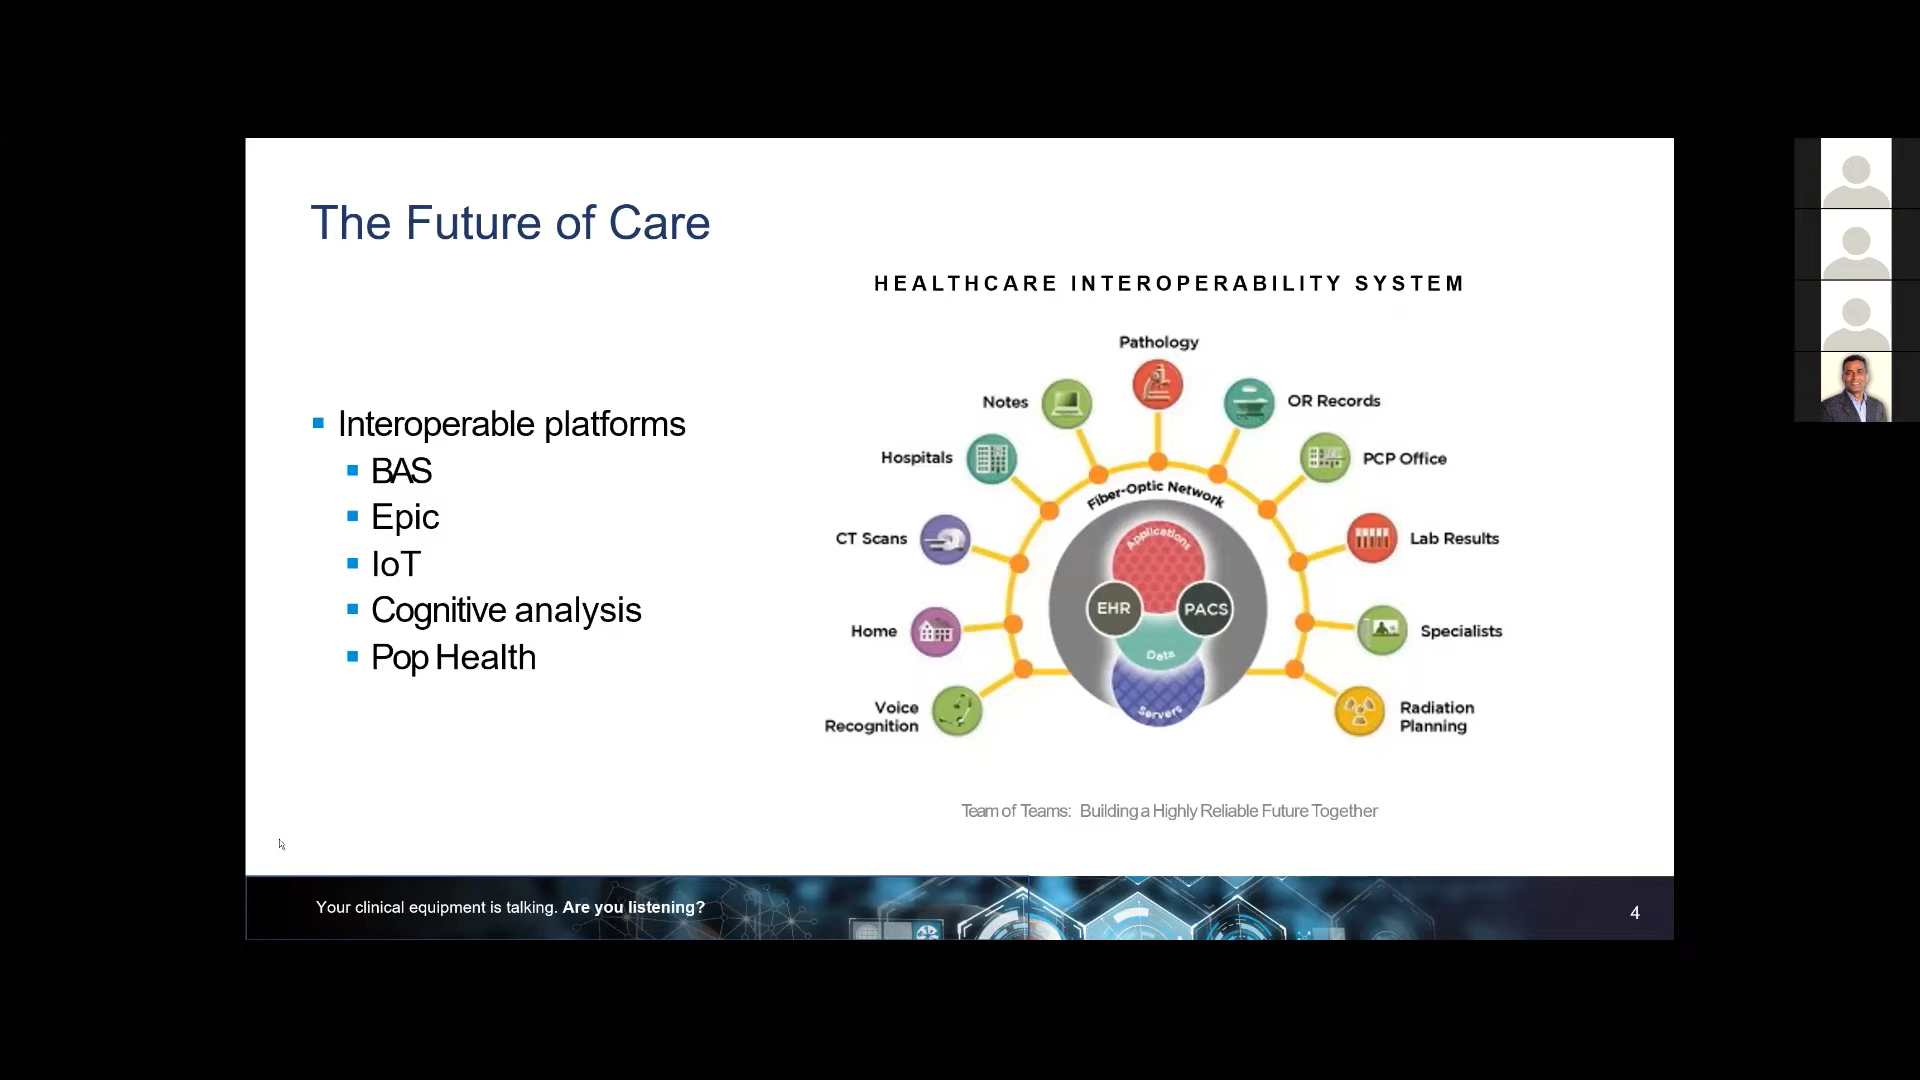 The Future of Care
HEALTHCARE INTEROPERABILITY SYSTEM
Interoperable platforms
BAS
Epic
IoT
Cognitive analysis
Pop Health
Pathology
Notes
OR Records
Hospitals
PCP Office
Fiber-Optic Network
CT Scans
Applications
Lab Results
EHR
PACS
Home
Data
Specialists
Voice
Recognition
Servers
Radiation
Planning
Team of Teams: Building a Highly Reliable Future Together
Your clinical equipment is talking. Are you listening?
4